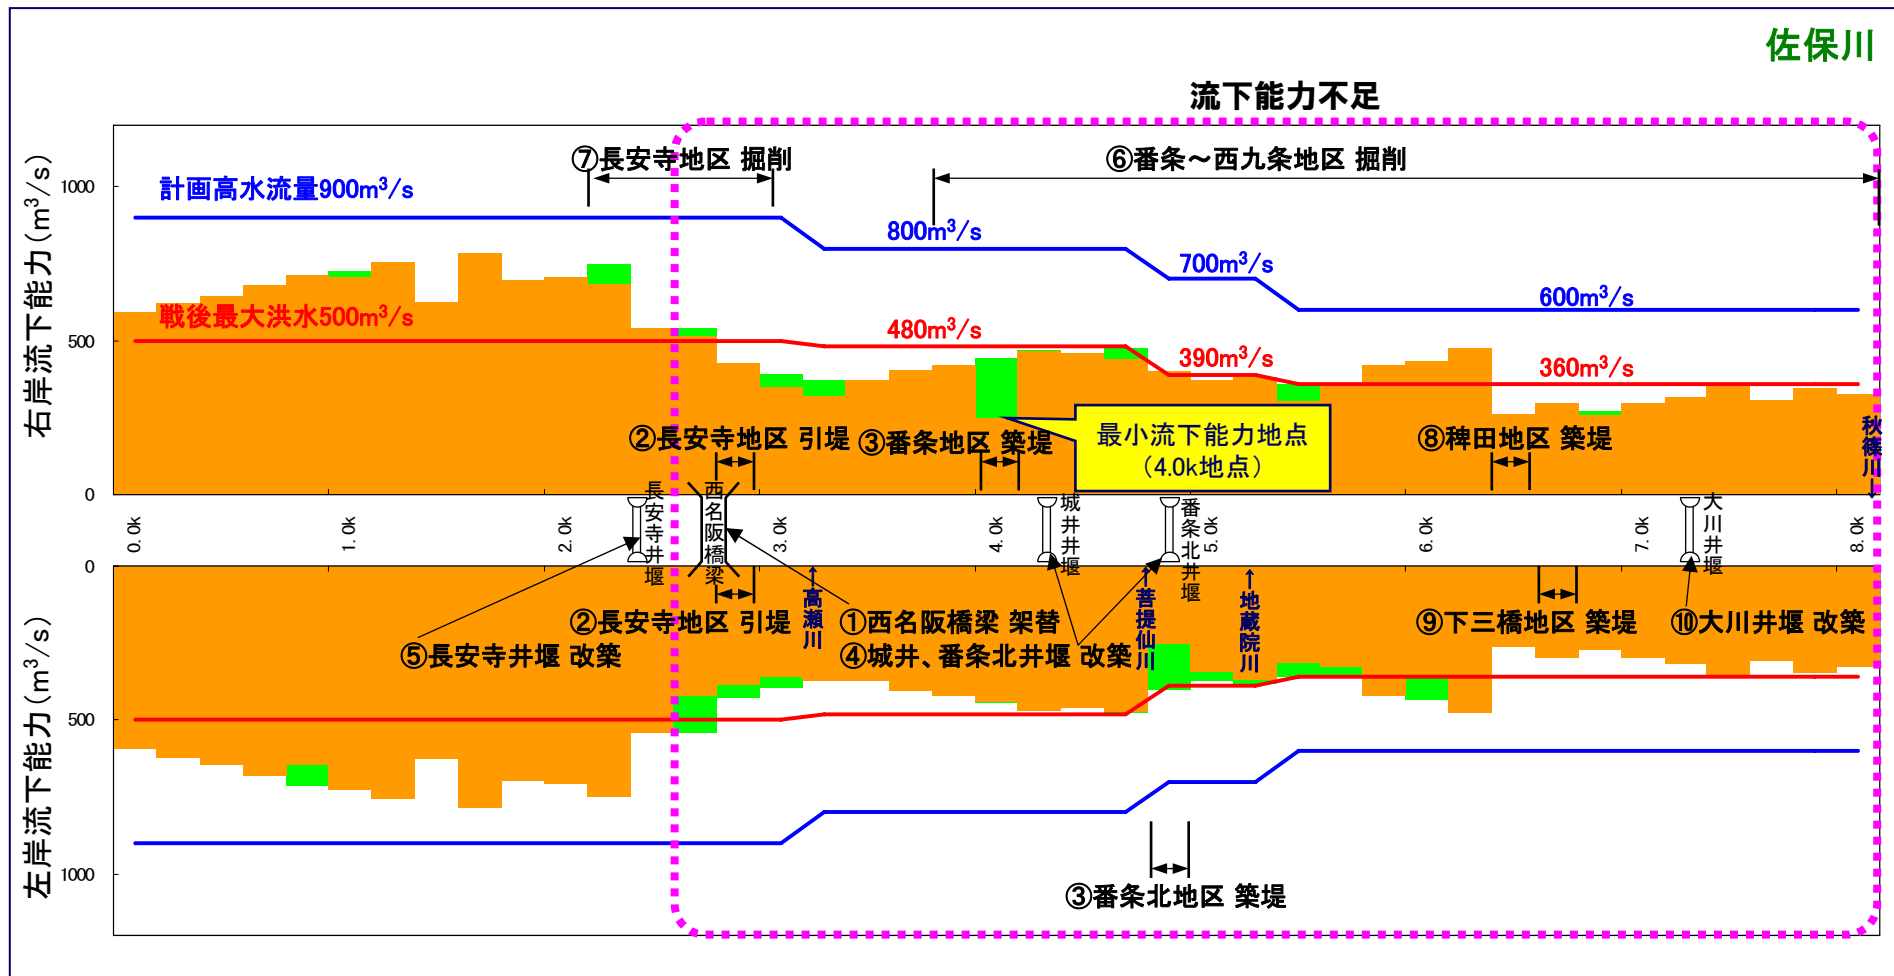 佐保川
流下能力不足
⑦長安寺地区 掘削
⑥番条～西九条地区 掘削
右岸流下能力(m³/s)
1000
500
0
計画高水流量900m³/s
800m³/s
700m³/s
600m³/s
戦後最大洪水500m³/s
480m³/s
390m³/s
360m³/s
②長安寺地区 引堤
③番条地区 築堤
最小流下能力地点
(4.0k地点)
⑧稗田地区 築堤
秋篠川→
0.0k
1.0k
2.0k
長安寺井堰
西名阪橋梁
3.0k
4.0k
城井井堰
番条北井堰
5.0k
6.0k
7.0k
大川井堰
8.0k
左岸流下能力(m³/s)
0
500
1000
②長安寺地区 引堤
⑤長安寺井堰 改築
←高瀬川
①西名阪橋梁 架替
④城井、番条北井堰 改築
←菩提仙川
←地蔵院川
⑨下三橋地区 築堤
⑩大川井堰 改築
③番条北地区 築堤